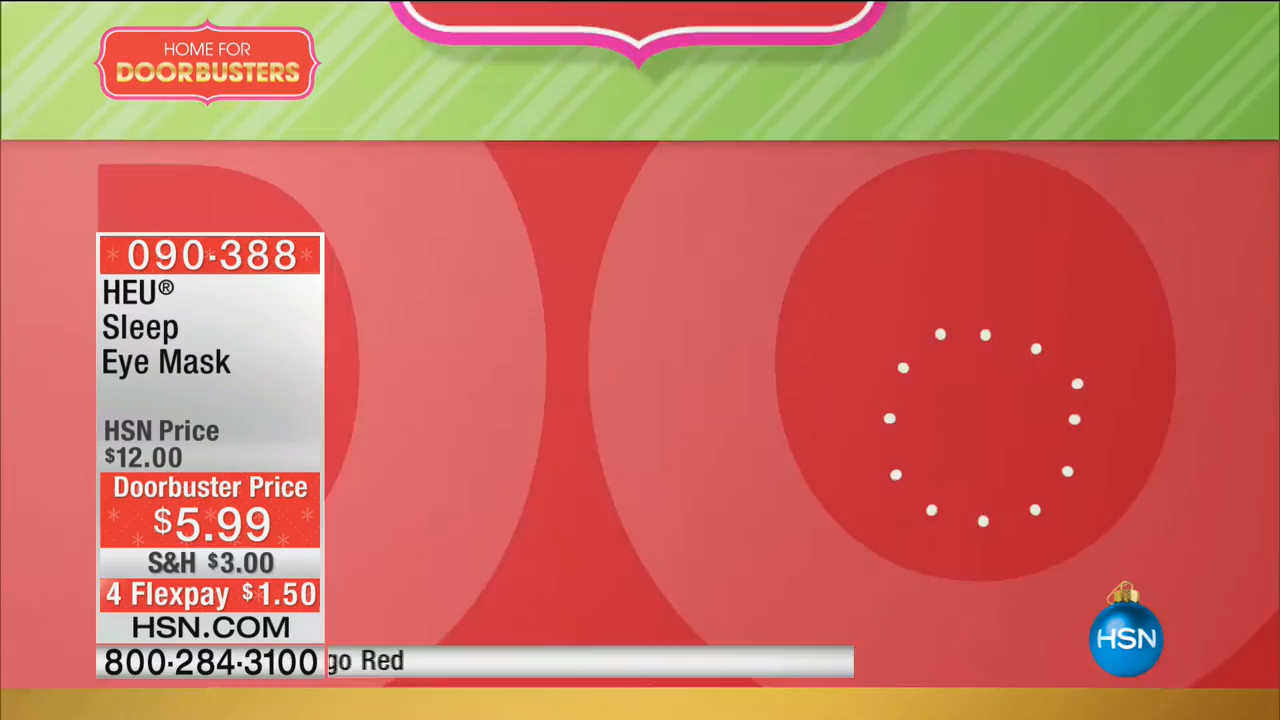 HOME FOR
DOORBUSTERS
090·388
HEU®
Sleep
Eye Mask
HSN Price
$12.00
Doorbuster Price
$5.99
S&H $3.00
4 Flexpay $1.50
HSN.COM
800·284·3100
go Red
HSN